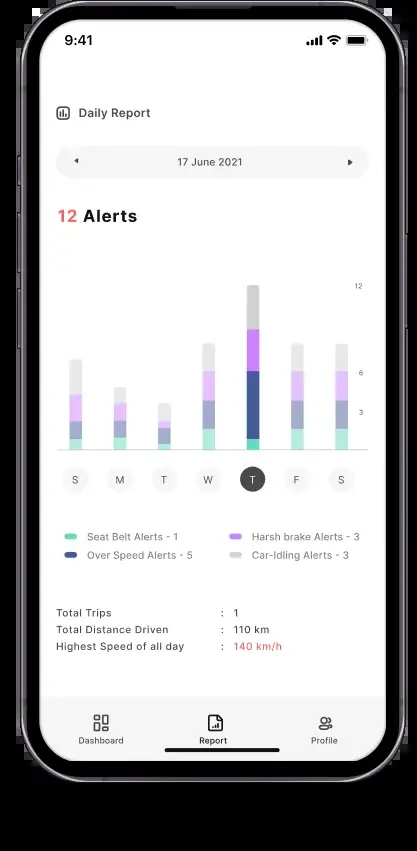 9:41
Daily Report
17 June 2021
12 Alerts
12
6
3
S M T W T F S
Seat Belt Alerts - 1
Harsh brake Alerts - 3
Over Speed Alerts - 5
Car-Idling Alerts - 3
Total Trips : 1
Total Distance Driven : 110 km
Highest Speed of all day : 140 km/h
Dashboard Report Profile